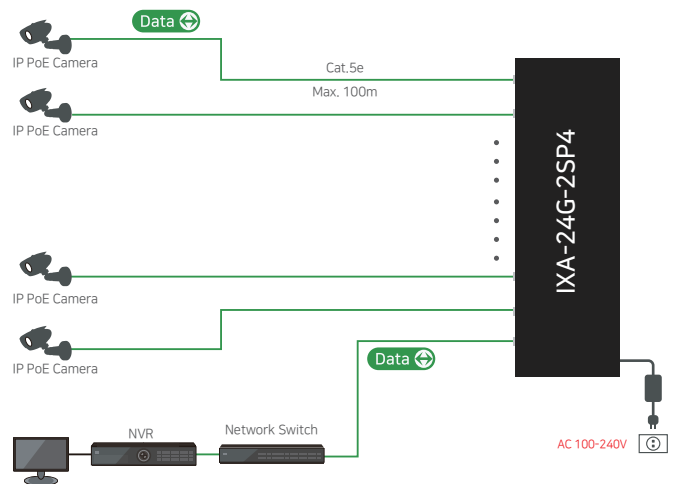 Data
IP PoE Camera
Cat.5e
Max. 100m
IP PoE Camera
IXA-24G-2SP4
IP PoE Camera
IP PoE Camera
Data
NVR
Network Switch
AC 100-240V